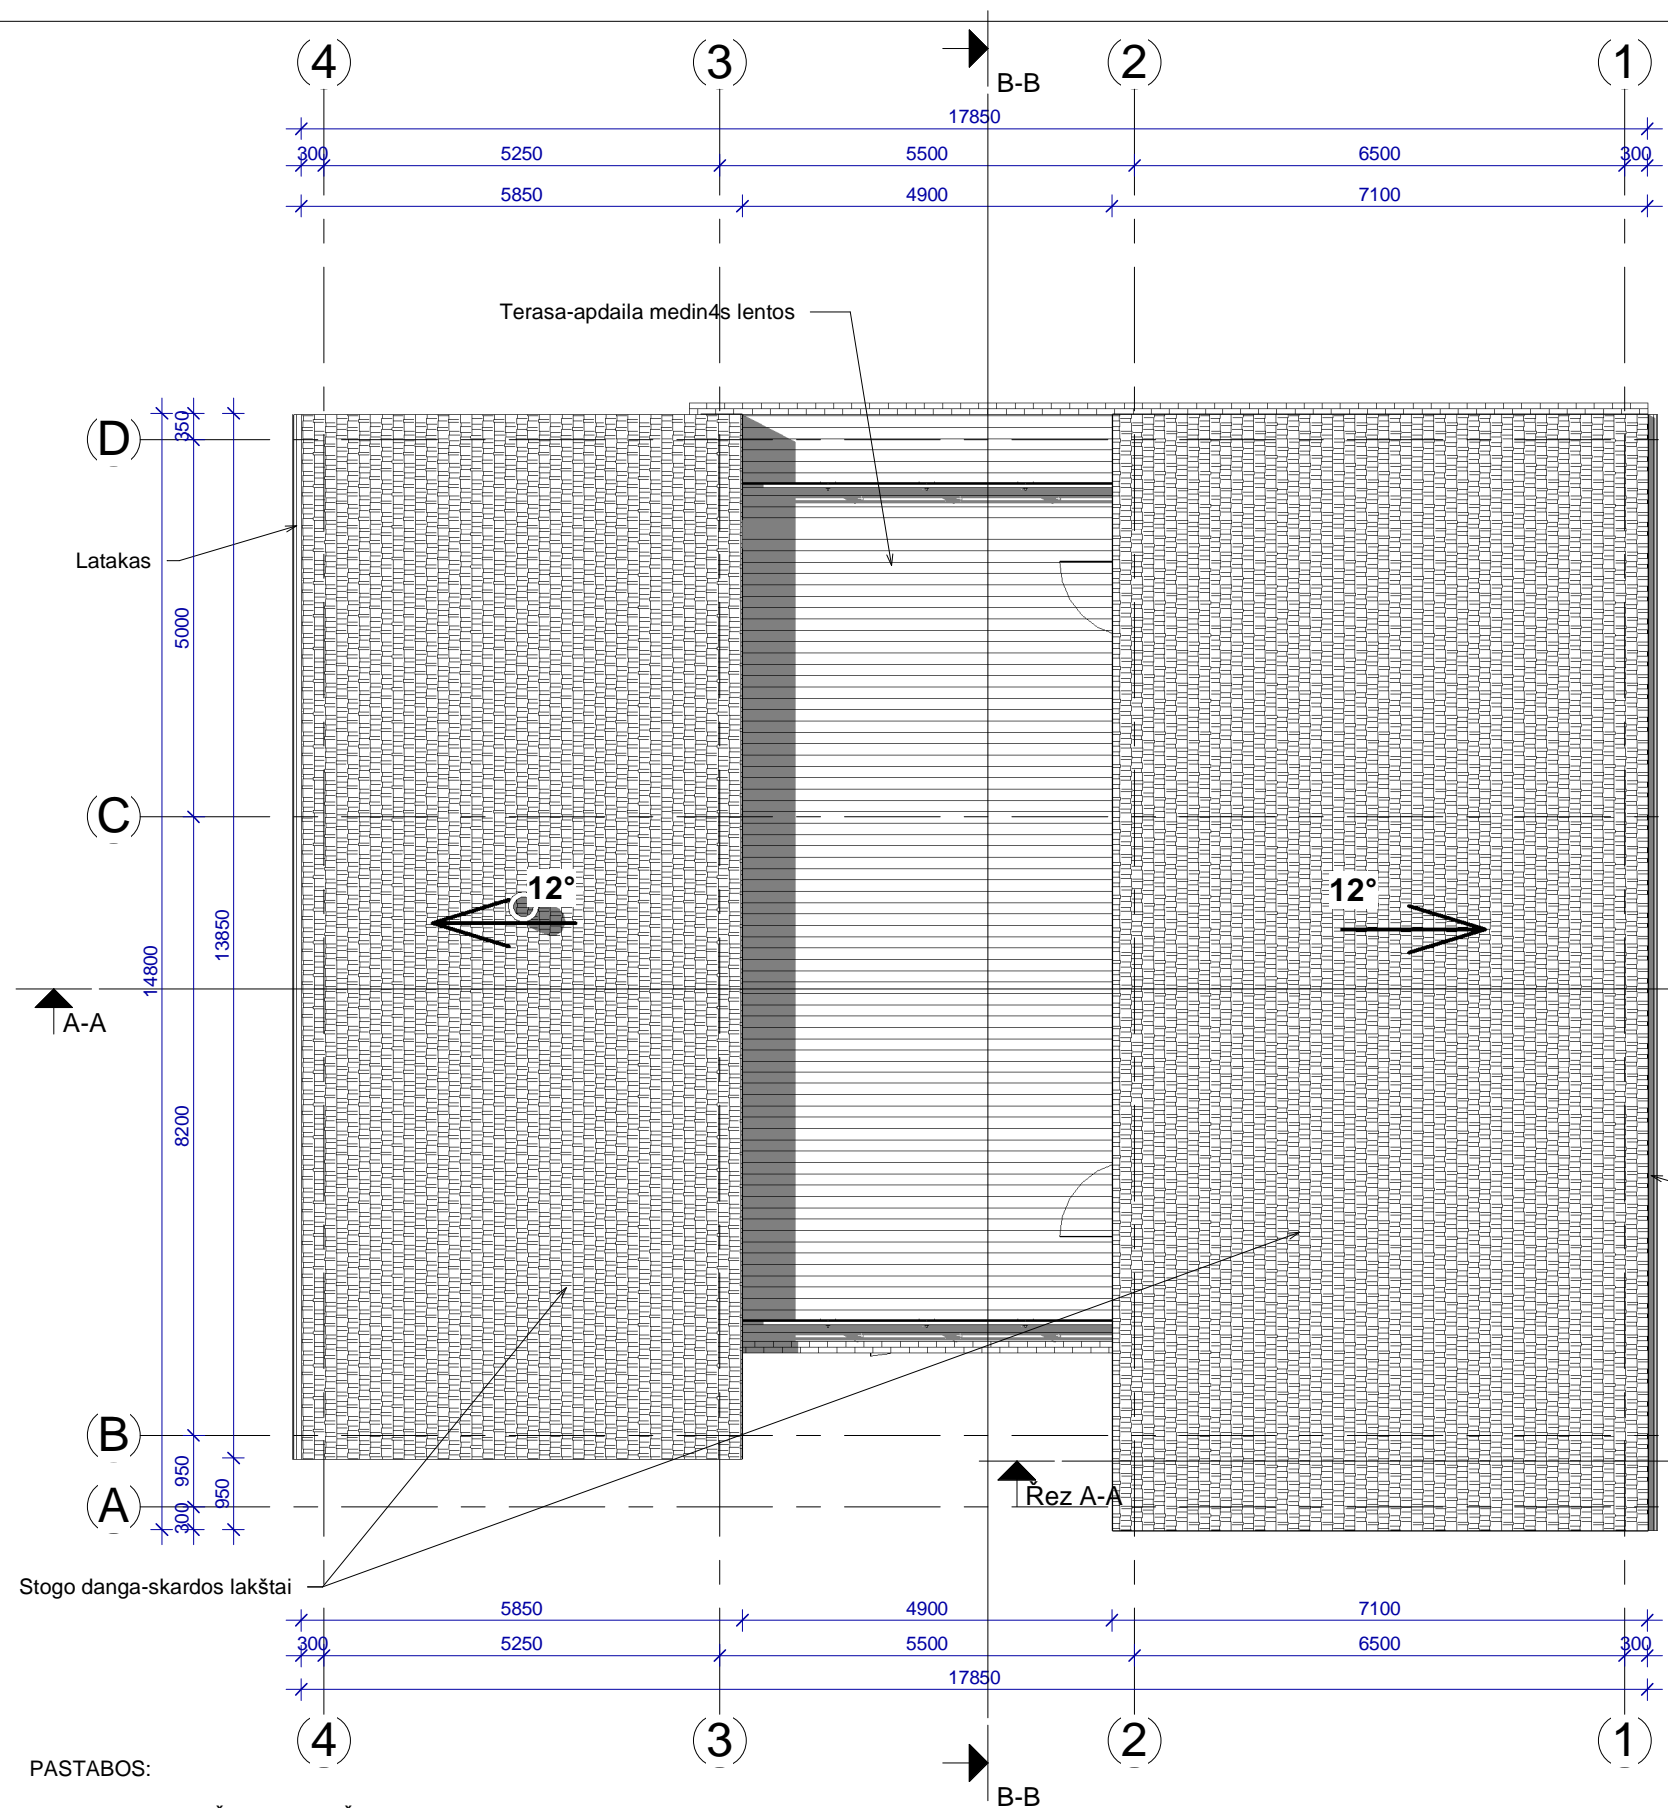 (4) (3) (2) (1)
B-B
17850
300 5250 5500 6500 300
5850 4900 7100
Terasa-apdaila medin4s lentos
(D)
350
Latakas
5000
(C)
12° 12°
14800
13850
A-A
8200
(B)
950
950
(A)
300
Řez A-A
Stogo danga-skardos lakštai
5850 4900 7100
300 5250 5500 6500 300
17850
(4) (3) (2) (1)
PASTABOS:
B-B